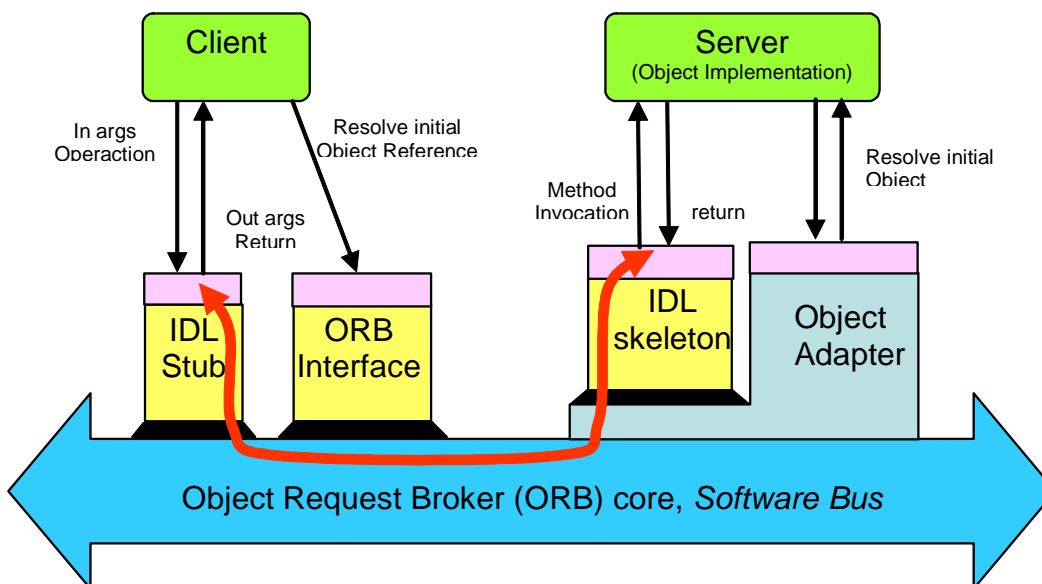 Client
Server
(Object Implementation)
In args
Operaction
Resolve initial
Object Reference
Out args
Return
Method
Invocation
return
Resolve initial
Object
IDL
Stub
ORB
Interface
IDL
skeleton
Object
Adapter
Object Request Broker (ORB) core, Software Bus